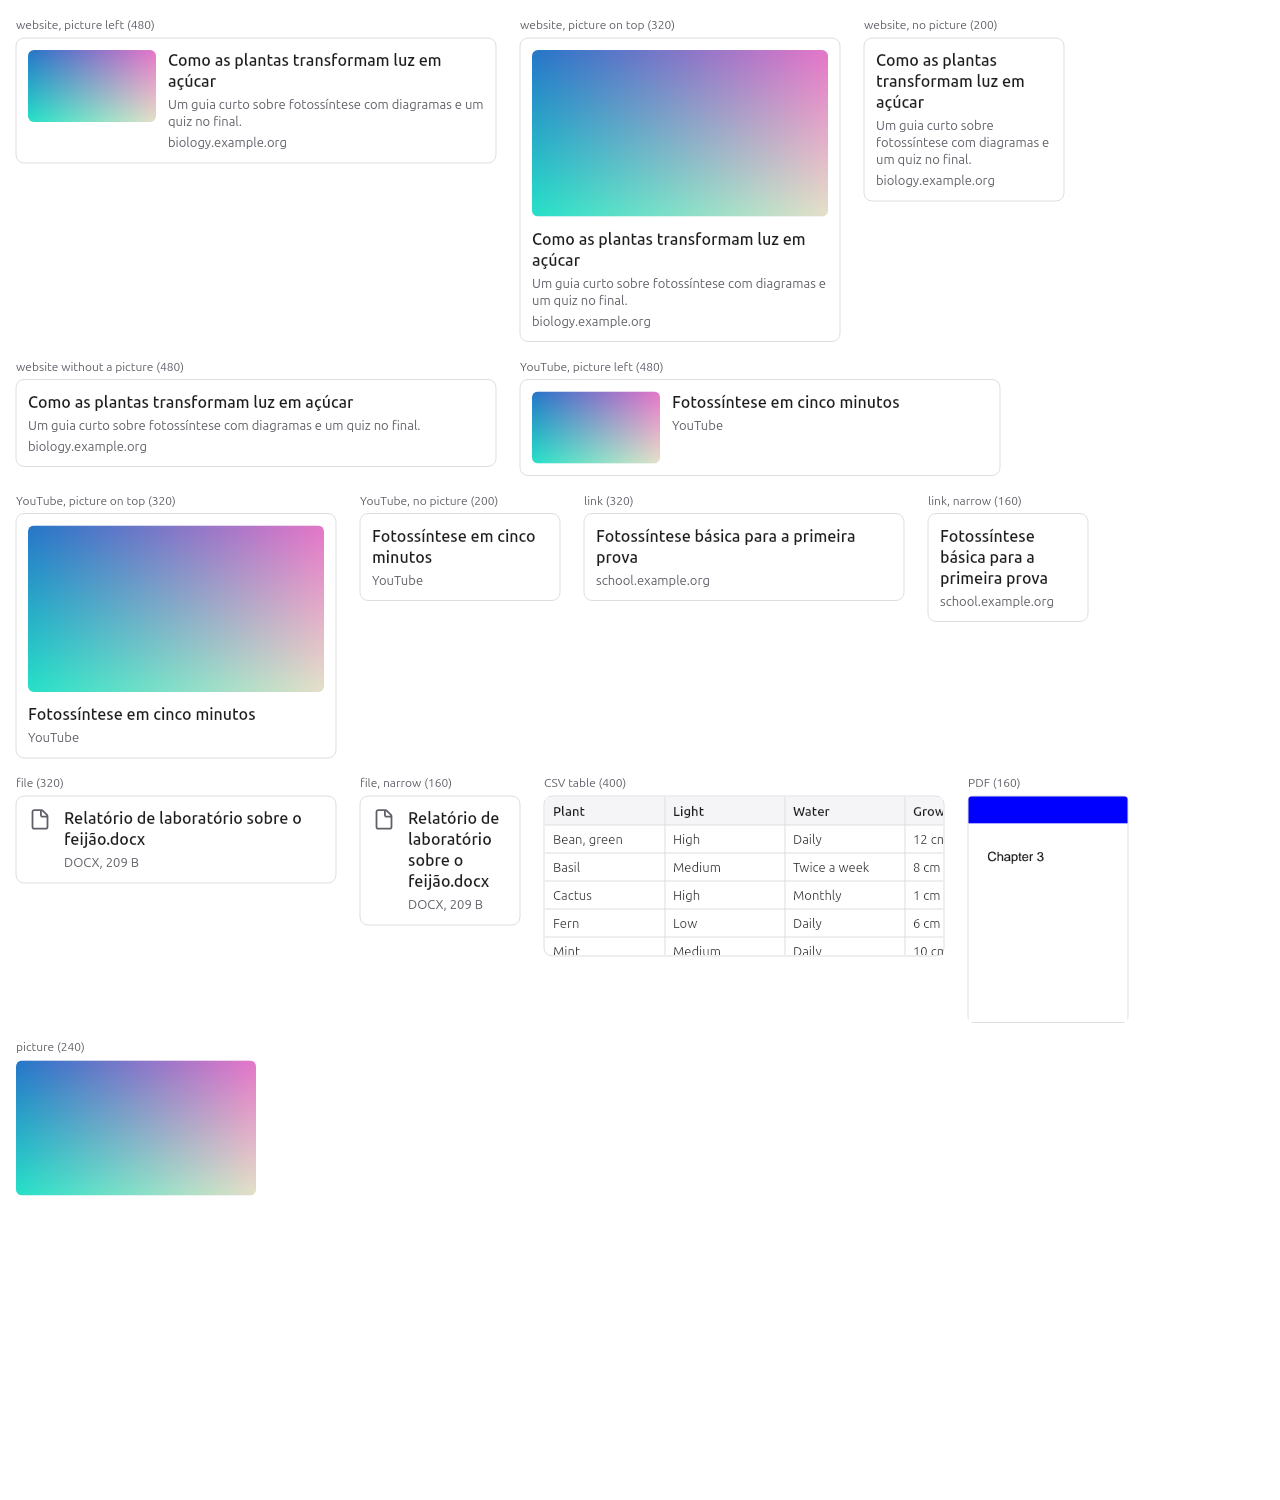 website, picture left (480)
Como as plantas transformam luz em
açúcar
Um guia curto sobre fotossíntese com diagramas e um
quiz no final.
biology.example.org
website, picture on top (320)
Como as plantas transformam luz em
açúcar
Um guia curto sobre fotossíntese com diagramas e
um quiz no final.
biology.example.org
website, no picture (200)
Como as plantas
transformam luz em
açúcar
Um guia curto sobre
fotossíntese com diagramas e
um quiz no final.
biology.example.org
website without a picture (480)
Como as plantas transformam luz em açúcar
Um guia curto sobre fotossíntese com diagramas e um quiz no final.
biology.example.org
YouTube, picture left (480)
Fotossíntese em cinco minutos
YouTube
YouTube, picture on top (320)
Fotossíntese em cinco minutos
YouTube
YouTube, no picture (200)
Fotossíntese em cinco
minutos
YouTube
link (320)
Fotossíntese básica para a primeira
prova
school.example.org
link, narrow (160)
Fotossíntese
básica para a
primeira prova
school.example.org
file (320)
Relatório de laboratório sobre o
feijão.docx
DOCX, 209 B
file, narrow (160)
Relatório de
laboratório
sobre o
feijão.docx
DOCX, 209 B
CSV table (400)
Plant Light Water Grow
Bean, green High Daily 12 cm
Basil Medium Twice a week 8 cm
Cactus High Monthly 1 cm
Fern Low Daily 6 cm
Mint Medium Daily 10 cm
PDF (160)
Chapter 3
picture (240)